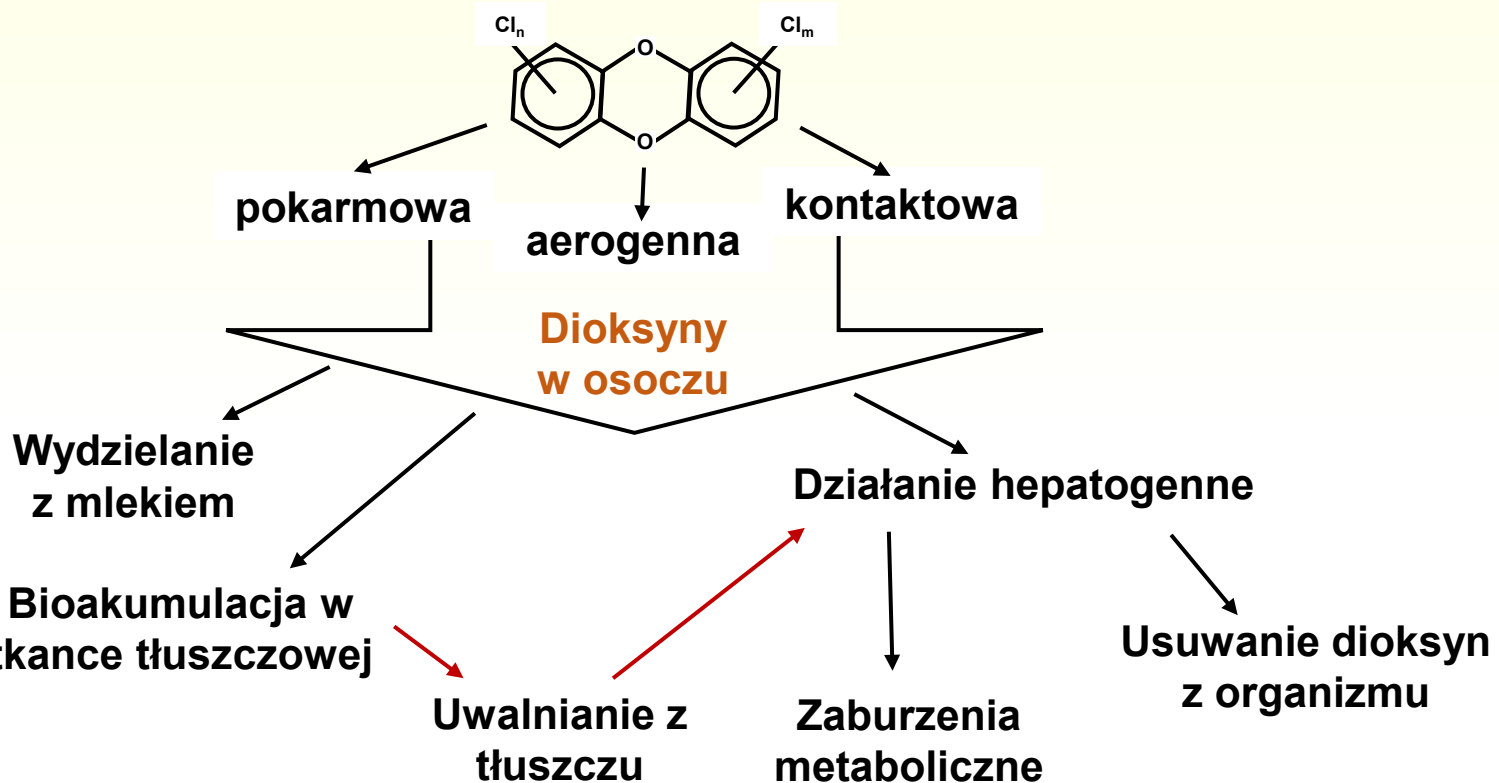 Cln
Clm
O
O
pokarmowa
aerogenna
kontaktowa
Dioksyny
w osoczu
Wydzielanie
z mlekiem
Działanie hepatogenne
Bioakumulacja w
tkance tłuszczowej
Usuwanie dioksyn
z organizmu
Uwalnianie z
tłuszczu
Zaburzenia
metaboliczne